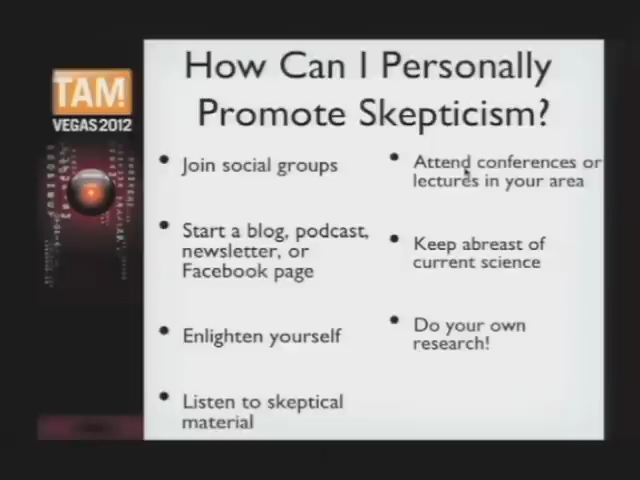 TAM!
VEGAS 2012
How Can I Personally
Promote Skepticism?
• Join social groups
• Start a blog, podcast,
newsletter, or
Facebook page
• Enlighten yourself
• Listen to skeptical
material
• Attend conferences or
lectures in your area
• Keep abreast of
current science
• Do your own
research!